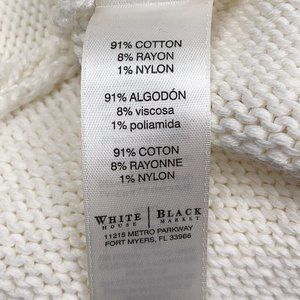 91% COTTON
8% RAYON
1% NYLON
91% ALGODÓN
8% viscosa
1% poliamida
91% COTON
8% RAYONNE
1% NYLON
WHITE | BLACK
HOUSE | MARKET
11215 METRO PARKWAY
FORT MYERS, FL 33966